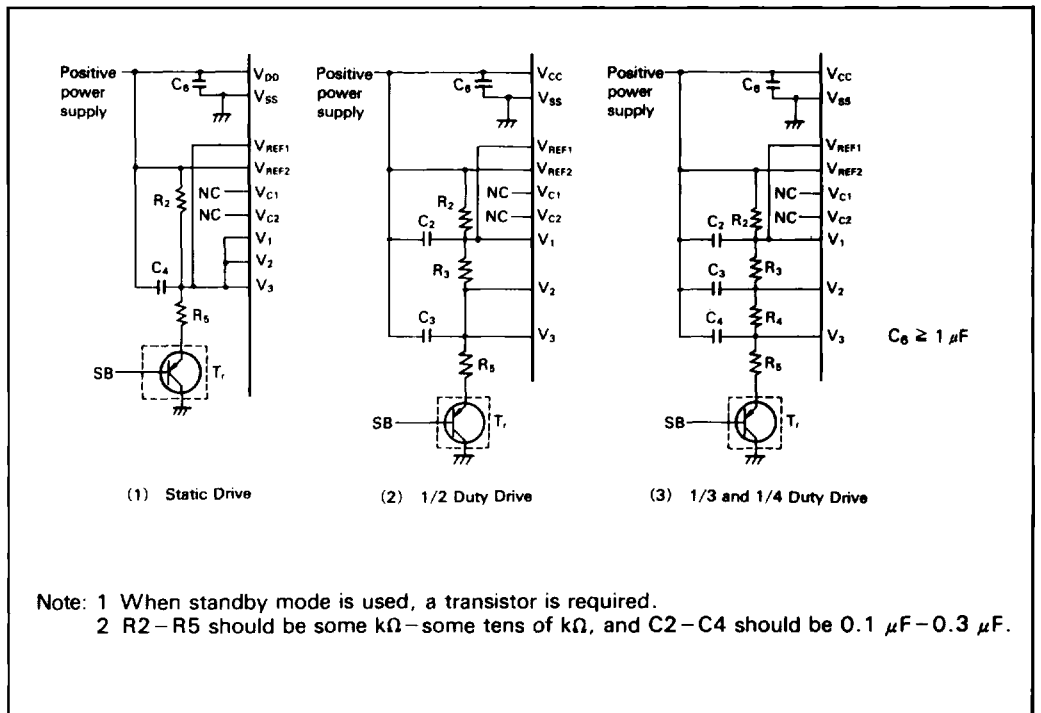 Positive
power
supply
C6
VDD
VSS
VREF1
VREF2
R2
NC
VC1
NC
VC2
V1
V2
C4
V3
R5
SB
Tr
(1) Static Drive
Positive
power
supply
C6
VCC
VSS
VREF1
VREF2
R2
NC
VC1
NC
VC2
C2
V1
R3
V2
C3
V3
R5
SB
Tr
(2) 1/2 Duty Drive
Positive
power
supply
C6
VCC
VSS
VREF1
VREF2
NC
VC1
R2
NC
VC2
C2
V1
C3
R3
V2
C4
R4
V3
R5
SB
Tr
(3) 1/3 and 1/4 Duty Drive
C6 ≧ 1 μF
Note: 1 When standby mode is used, a transistor is required.
2 R2–R5 should be some kΩ–some tens of kΩ, and C2–C4 should be 0.1 μF–0.3 μF.